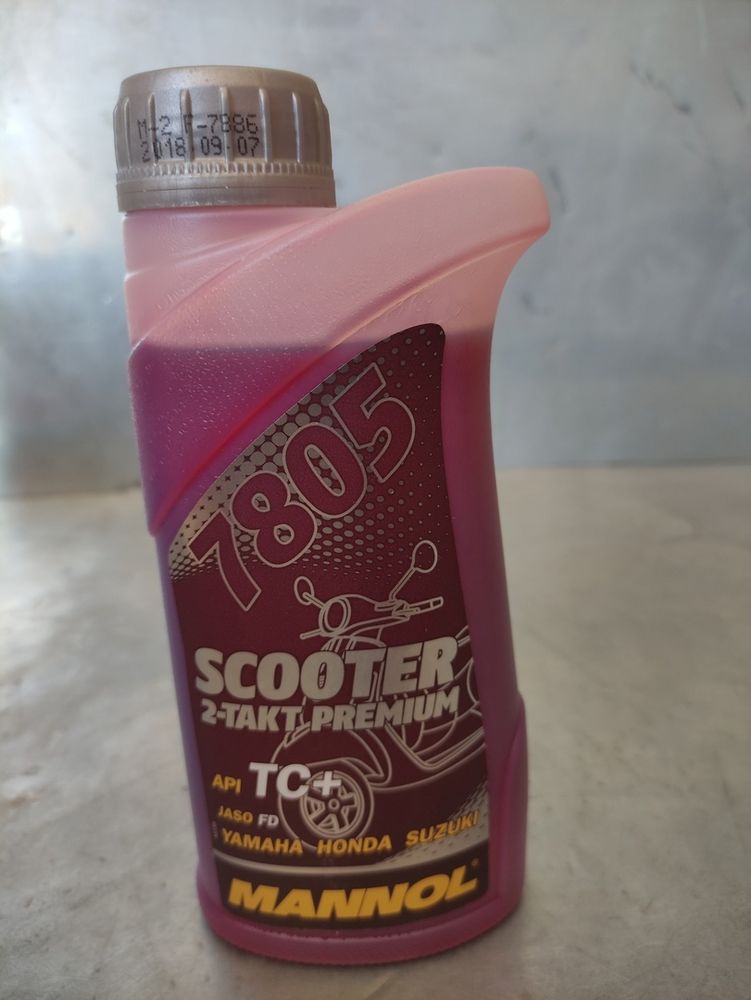 M-2 F-7886
2018 09 07
7805
SCOOTER
2-TAKT PREMIUM
API TC+
JASO FD
YAMAHA HONDA SUZUKI
MANNOL®